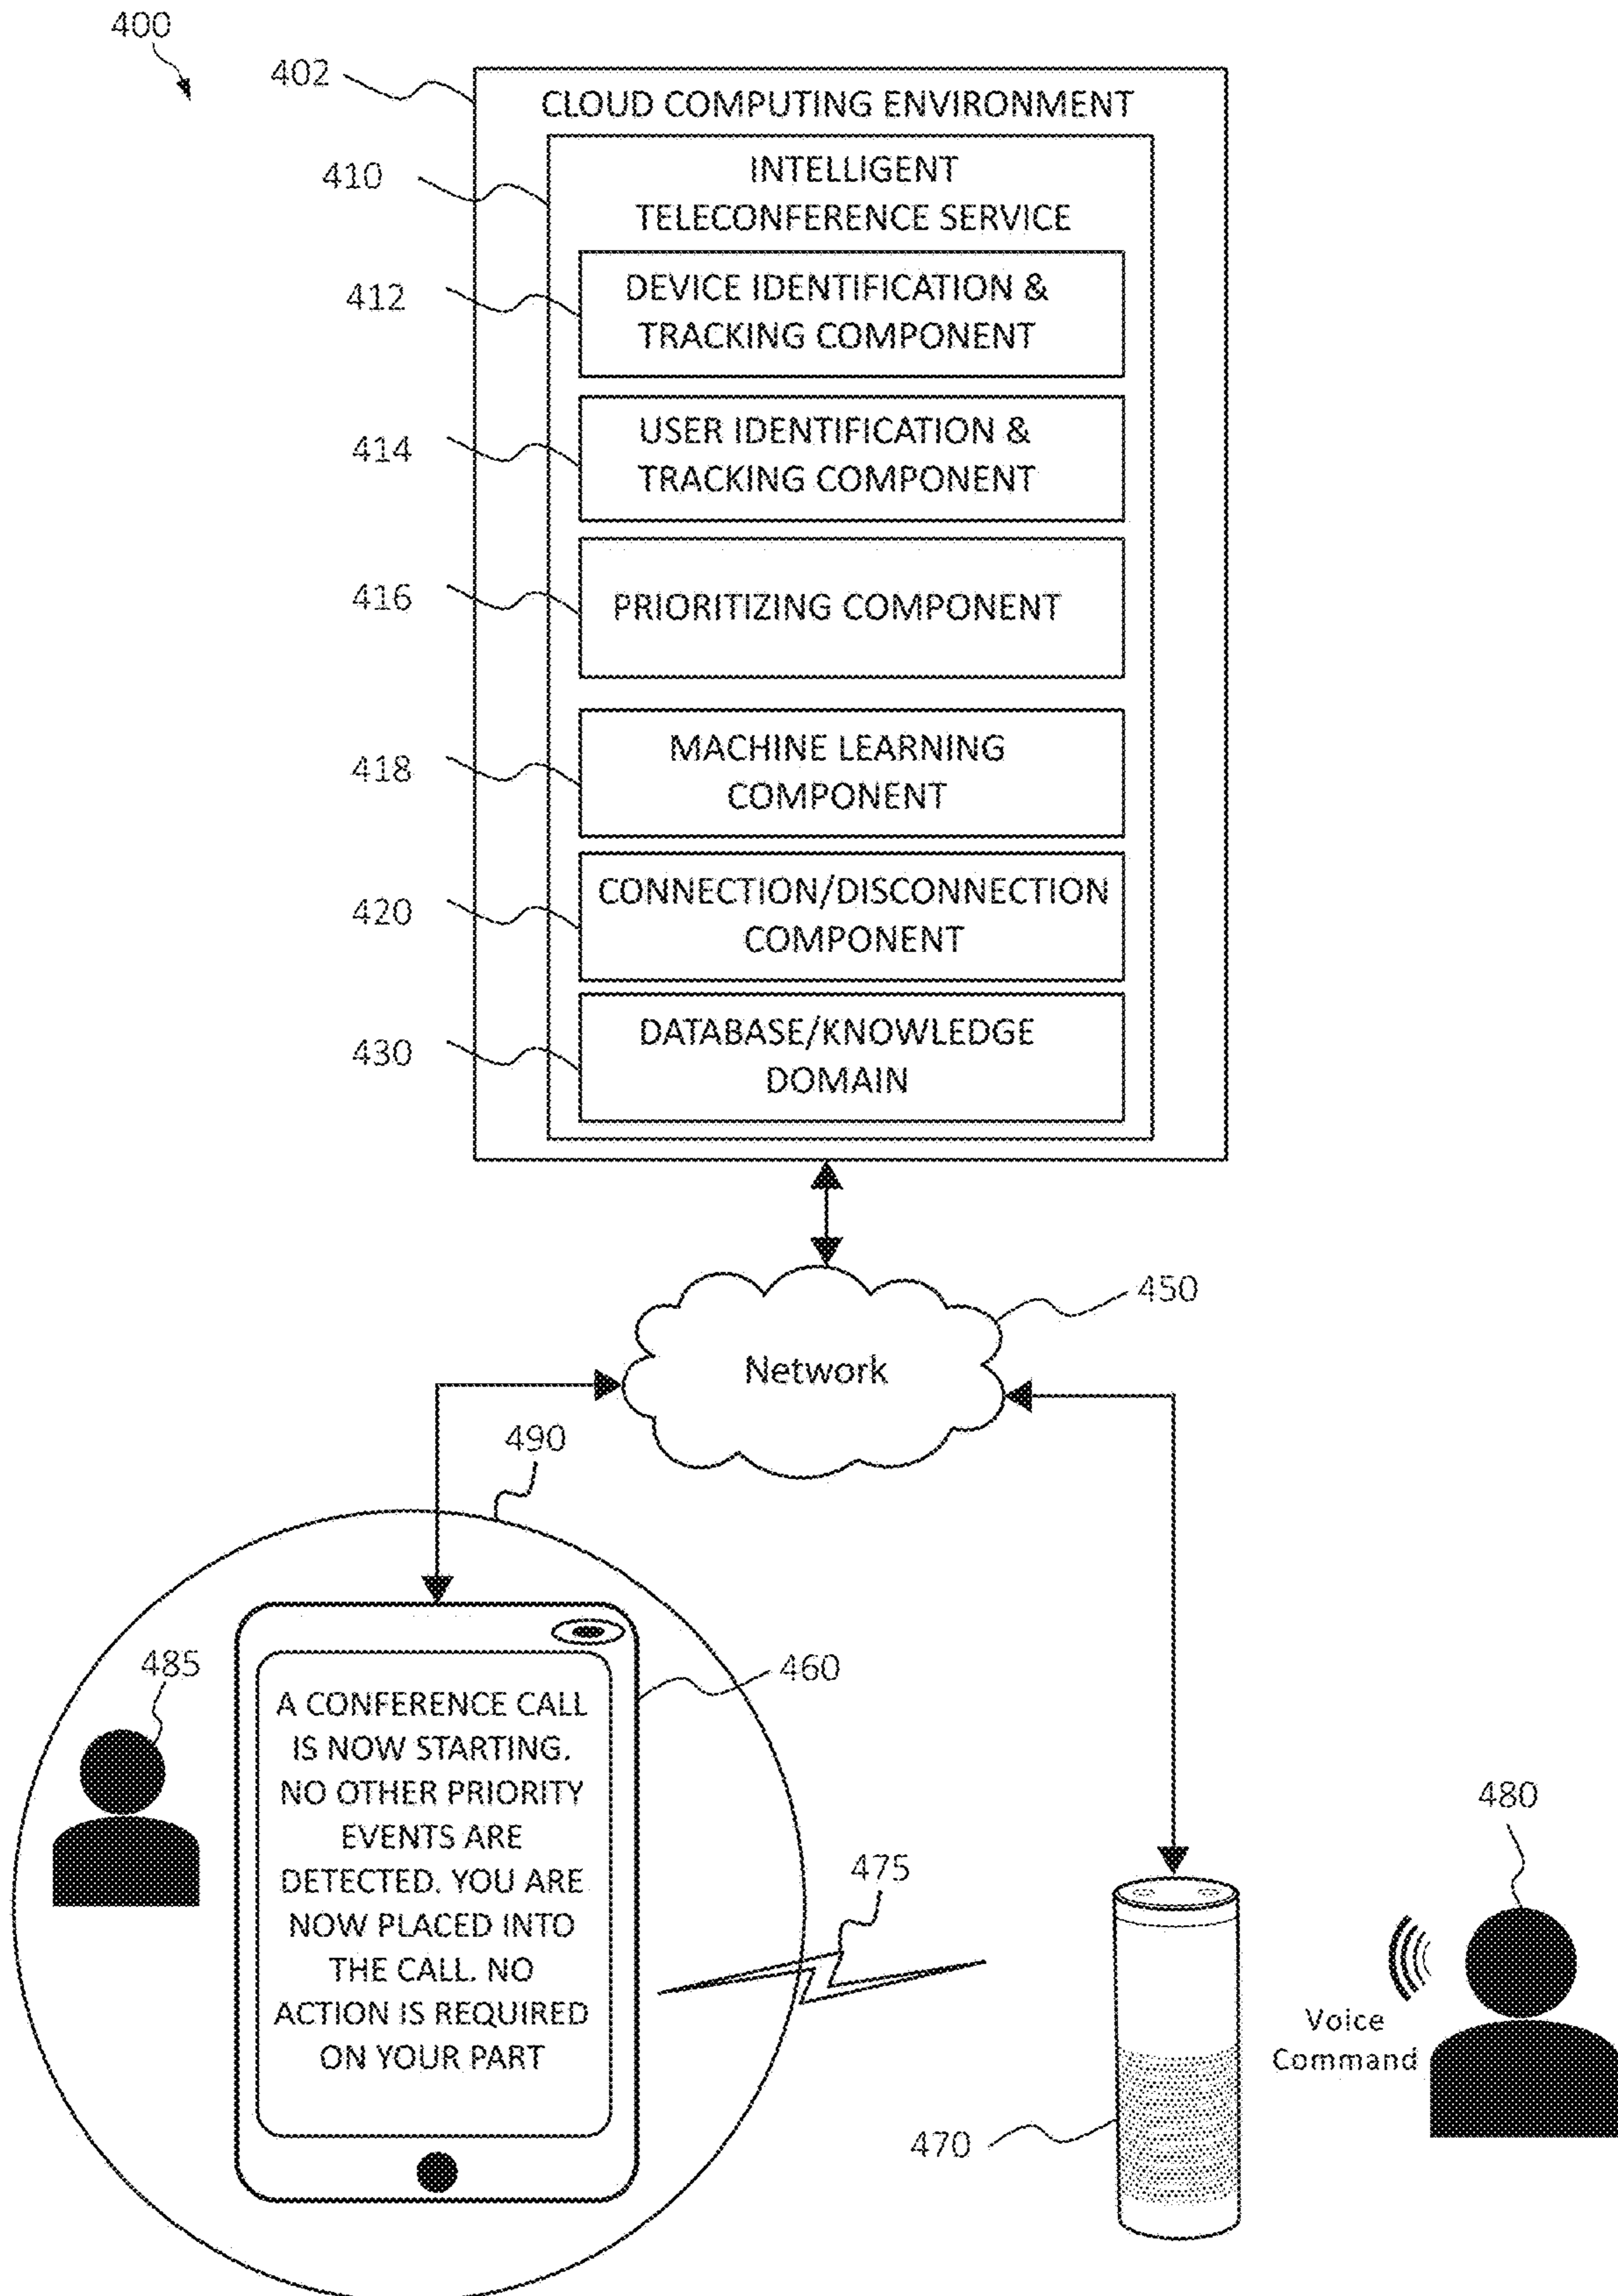 400
402
CLOUD COMPUTING ENVIRONMENT
410
INTELLIGENT
TELECONFERENCE SERVICE
412
DEVICE IDENTIFICATION &
TRACKING COMPONENT
414
USER IDENTIFICATION &
TRACKING COMPONENT
416
PRIORITIZING COMPONENT
418
MACHINE LEARNING
COMPONENT
420
CONNECTION/DISCONNECTION
COMPONENT
430
DATABASE/KNOWLEDGE
DOMAIN
450
Network
490
485
460
A CONFERENCE CALL
IS NOW STARTING.
NO OTHER PRIORITY
EVENTS ARE
DETECTED. YOU ARE
NOW PLACED INTO
THE CALL. NO
ACTION IS REQUIRED
ON YOUR PART
475
480
Voice
Command
470